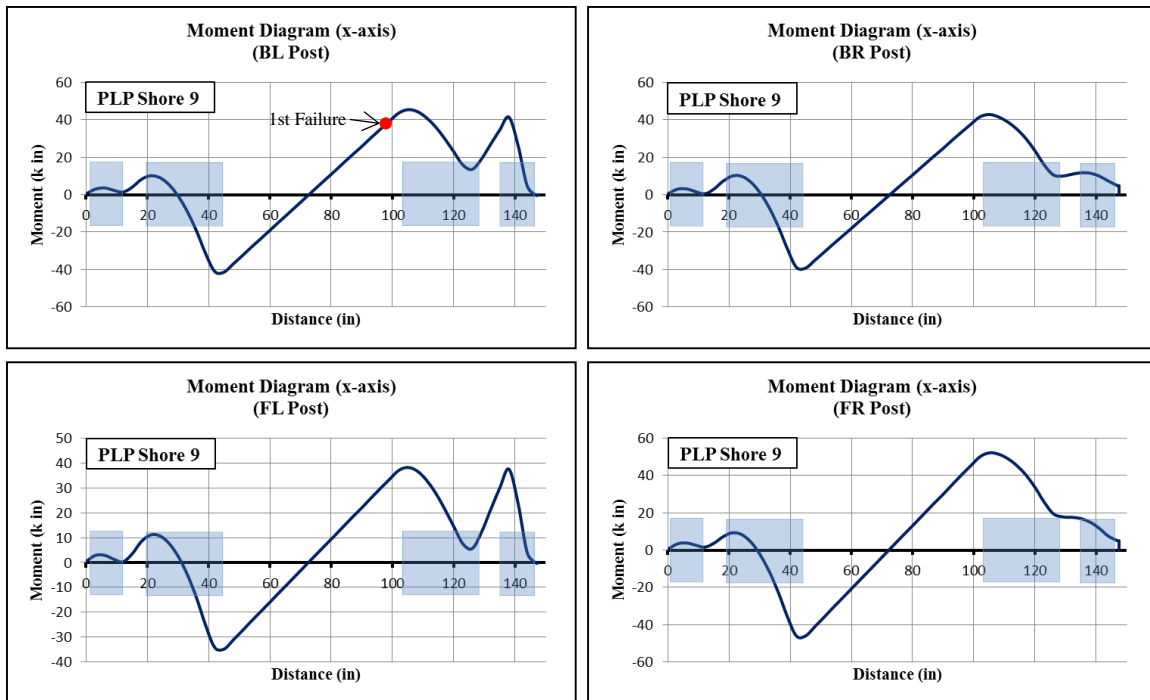 Moment Diagram (x-axis)
(BL Post)
PLP Shore 9
1st Failure
Moment (k in)
60
40
20
0
-20
-40
-60
0 20 40 60 80 100 120 140
Distance (in)
Moment Diagram (x-axis)
(BR Post)
PLP Shore 9
Moment (k in)
60
40
20
0
-20
-40
-60
0 20 40 60 80 100 120 140
Distance (in)
Moment Diagram (x-axis)
(FL Post)
PLP Shore 9
Moment (k in)
50
40
30
20
10
0
-10
-20
-30
-40
0 20 40 60 80 100 120 140
Distance (in)
Moment Diagram (x-axis)
(FR Post)
PLP Shore 9
Moment (k in)
60
40
20
0
-20
-40
-60
0 20 40 60 80 100 120 140
Distance (in)